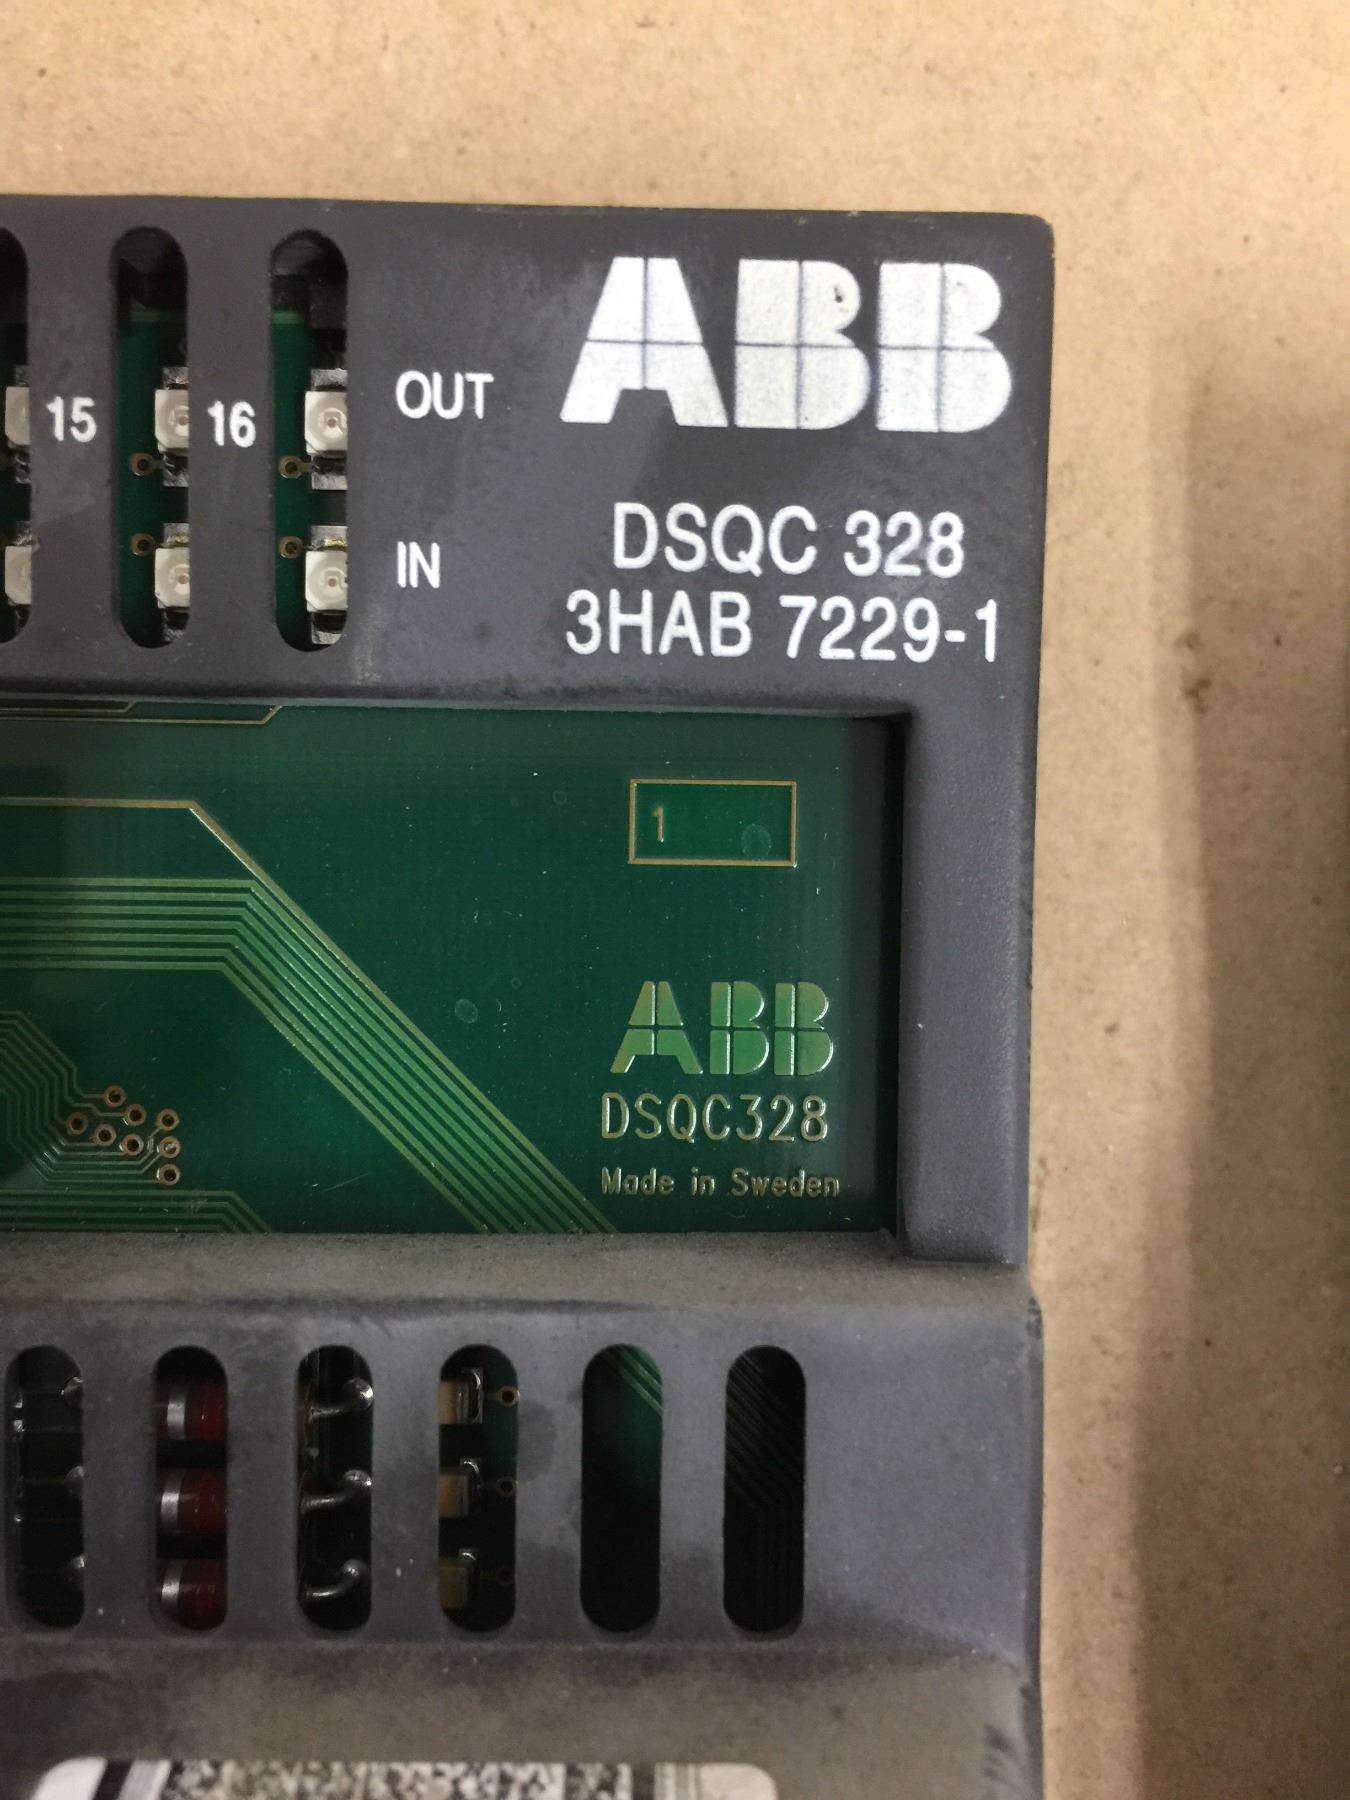 ABB
15 16 OUT
IN
DSQC 328
3HAB 7229-1
1
ABB
DSQC328
Made in Sweden